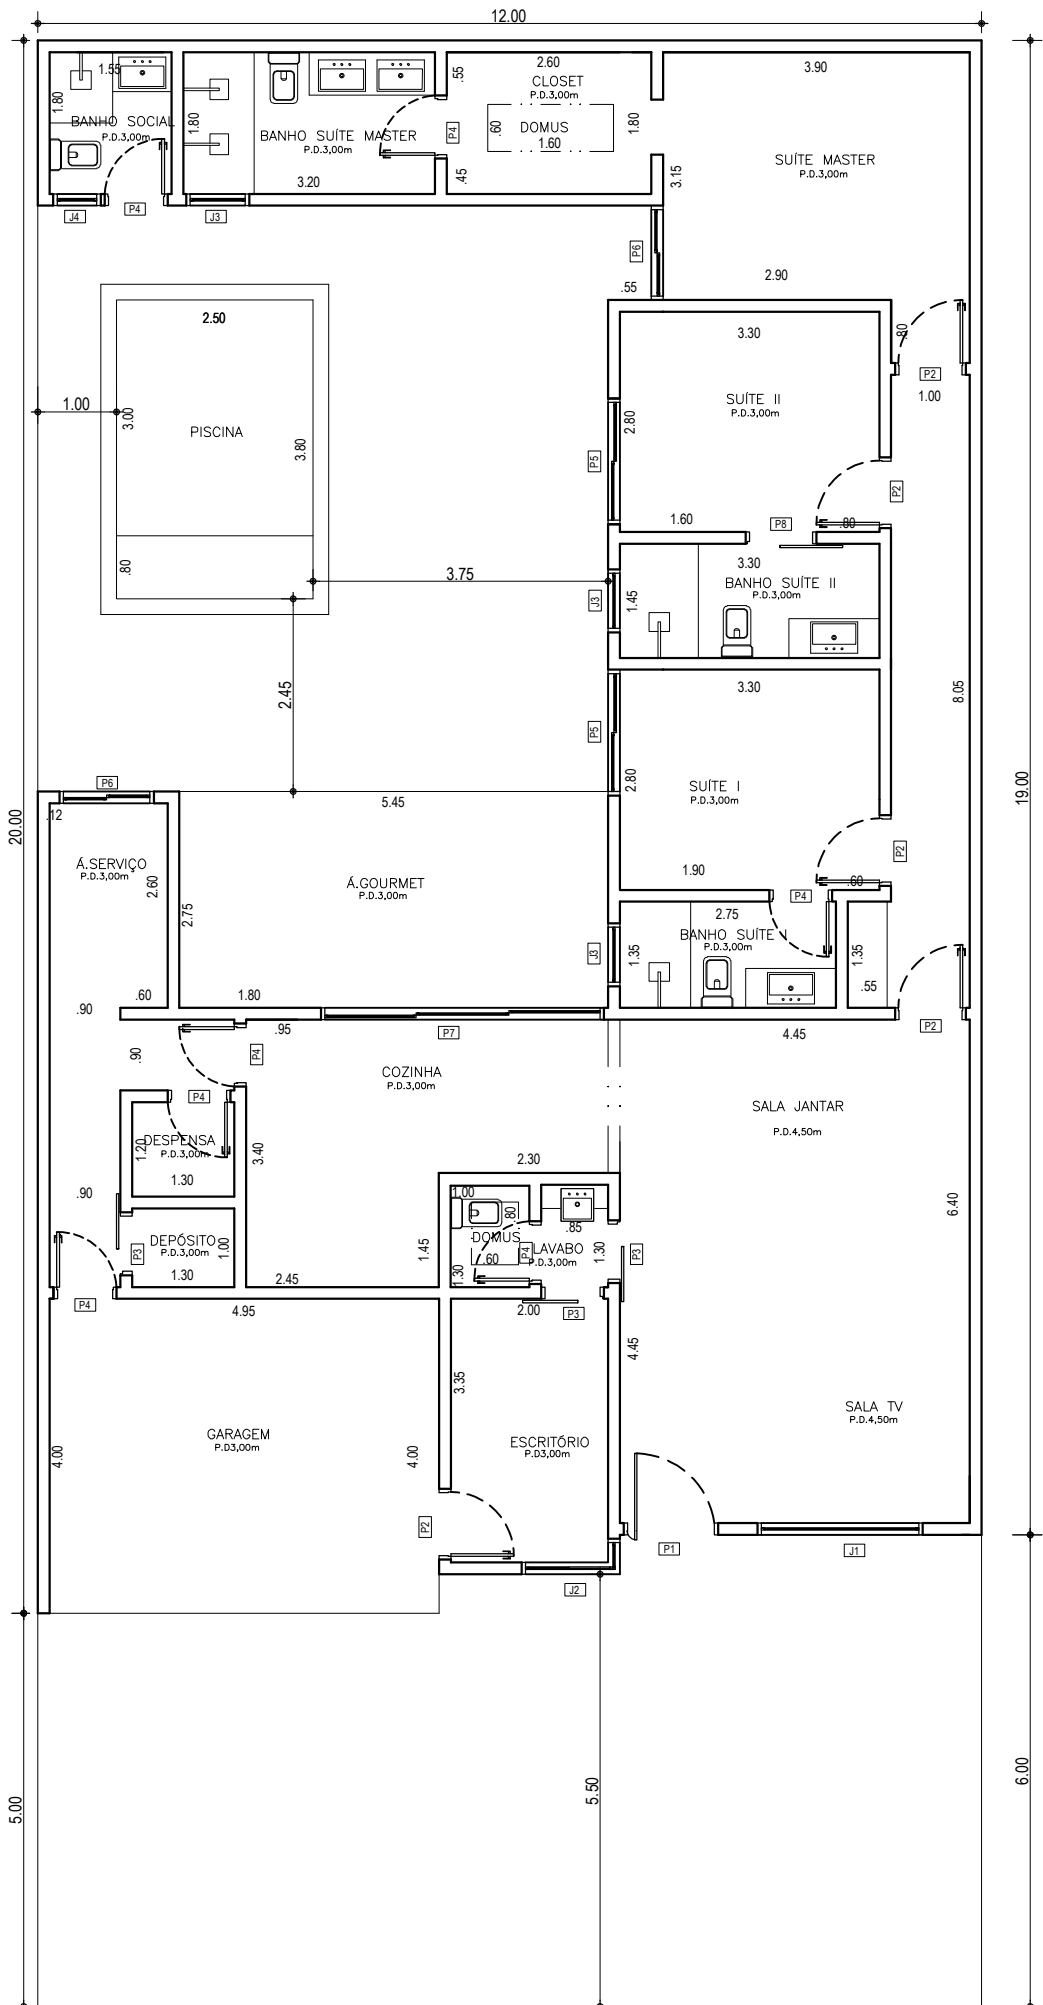 12.00
1.55
1.80
BANHO SOCIAL
P.D.3,00m
J4
P4
1.80
BANHO SUÍTE MASTER
P.D.3,00m
3.20
J3
.55
P4
.45
2.60
CLOSET
P.D.3,00m
.60
DOMUS
1.60
1.80
3.90
SUÍTE MASTER
P.D.3,00m
3.15
P6
.55
2.90
2.50
1.00
3.00
PISCINA
3.80
.80
3.75
2.45
3.30
SUÍTE II
P.D.3,00m
2.80
P5
1.60
P8
.80
P2
.80
P2
1.00
3.30
BANHO SUÍTE II
P.D.3,00m
1.45
J3
3.30
8.05
P5
2.80
SUÍTE I
P.D.3,00m
1.90
P4
.60
P2
2.75
BANHO SUÍTE I
P.D.3,00m
1.35
J3
1.35
.55
P2
20.00
19.00
P6
.12
5.45
Á.SERVIÇO
P.D.3,00m
2.60
2.75
Á.GOURMET
P.D.3,00m
.90
.60
1.80
.95
P7
4.45
.90
P4
P4
COZINHA
P.D.3,00m
SALA JANTAR
P.D.4,50m
DESPENSA
P.D.3,00m
1.20
1.30
3.40
2.30
.90
6.40
DEPÓSITO
P.D.3,00m
1.00
1.30
P3
2.45
1.45
1.00
.80
DOMUS
.60
1.30
P4
.85
LAVABO
P.D.3,00m
1.30
P3
P4
4.95
2.00
P3
4.45
3.35
GARAGEM
P.D3,00m
4.00
4.00
ESCRITÓRIO
P.D3,00m
SALA TV
P.D.4,50m
P2
J2
P1
J1
5.00
5.50
6.00